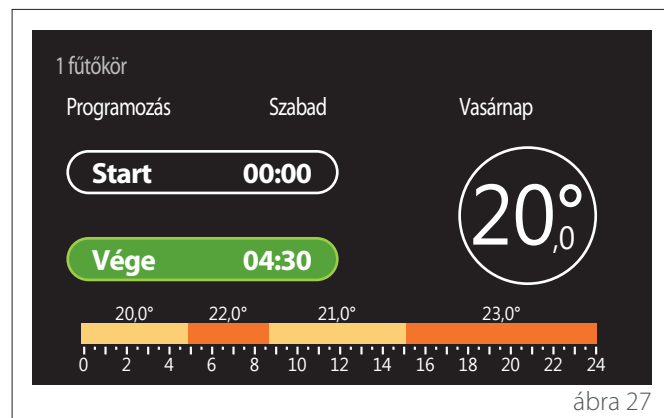 1 fűtőkör
Programozás Szabad Vasárnap
Start 00:00
20°,0
Vége 04:30
20,0° 22,0° 21,0° 23,0°
0 2 4 6 8 10 12 14 16 18 20 22 24
ábra 27